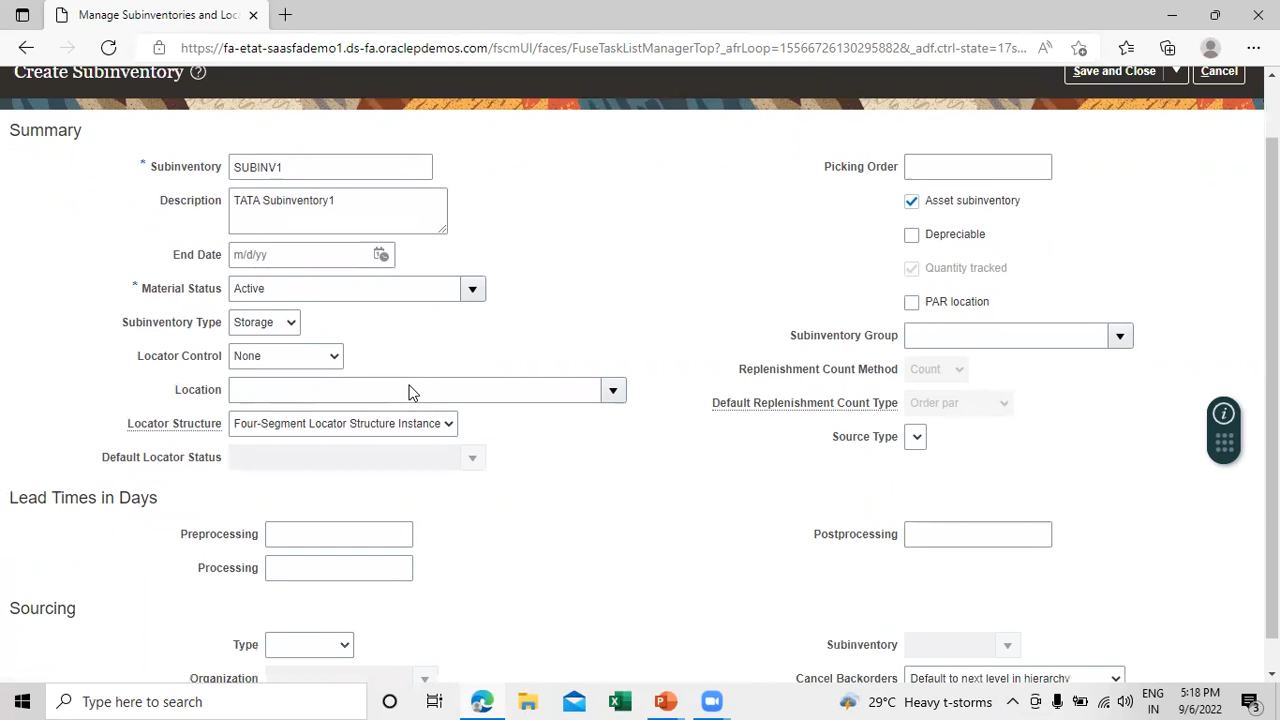 Manage Subinventories and Loca
https://fa-etat-saasfademo1.ds-fa.oraclepdemos.com/fscmUI/faces/FuseTaskListManagerTop?_afrLoop=155667261302958 82&_adf.ctrl-state=17s...
Create Subinventory
Save and Close
Cancel
Summary
* Subinventory SUBINV1
Description TATA Subinventory1
End Date m/d/yy
* Material Status Active
Subinventory Type Storage
Locator Control None
Location
Locator Structure Four-Segment Locator Structure Instance
Default Locator Status
Picking Order
Asset subinventory
Depreciable
Quantity tracked
PAR location
Subinventory Group
Replenishment Count Method Count
Default Replenishment Count Type Order par
Source Type
Lead Times in Days
Preprocessing
Processing
Postprocessing
Sourcing
Type
Organization
Subinventory
Cancel Backorders Default to next level in hierarchy
Type here to search
29°C Heavy t-storms
ENG
IN
5:18 PM
9/6/2022
3